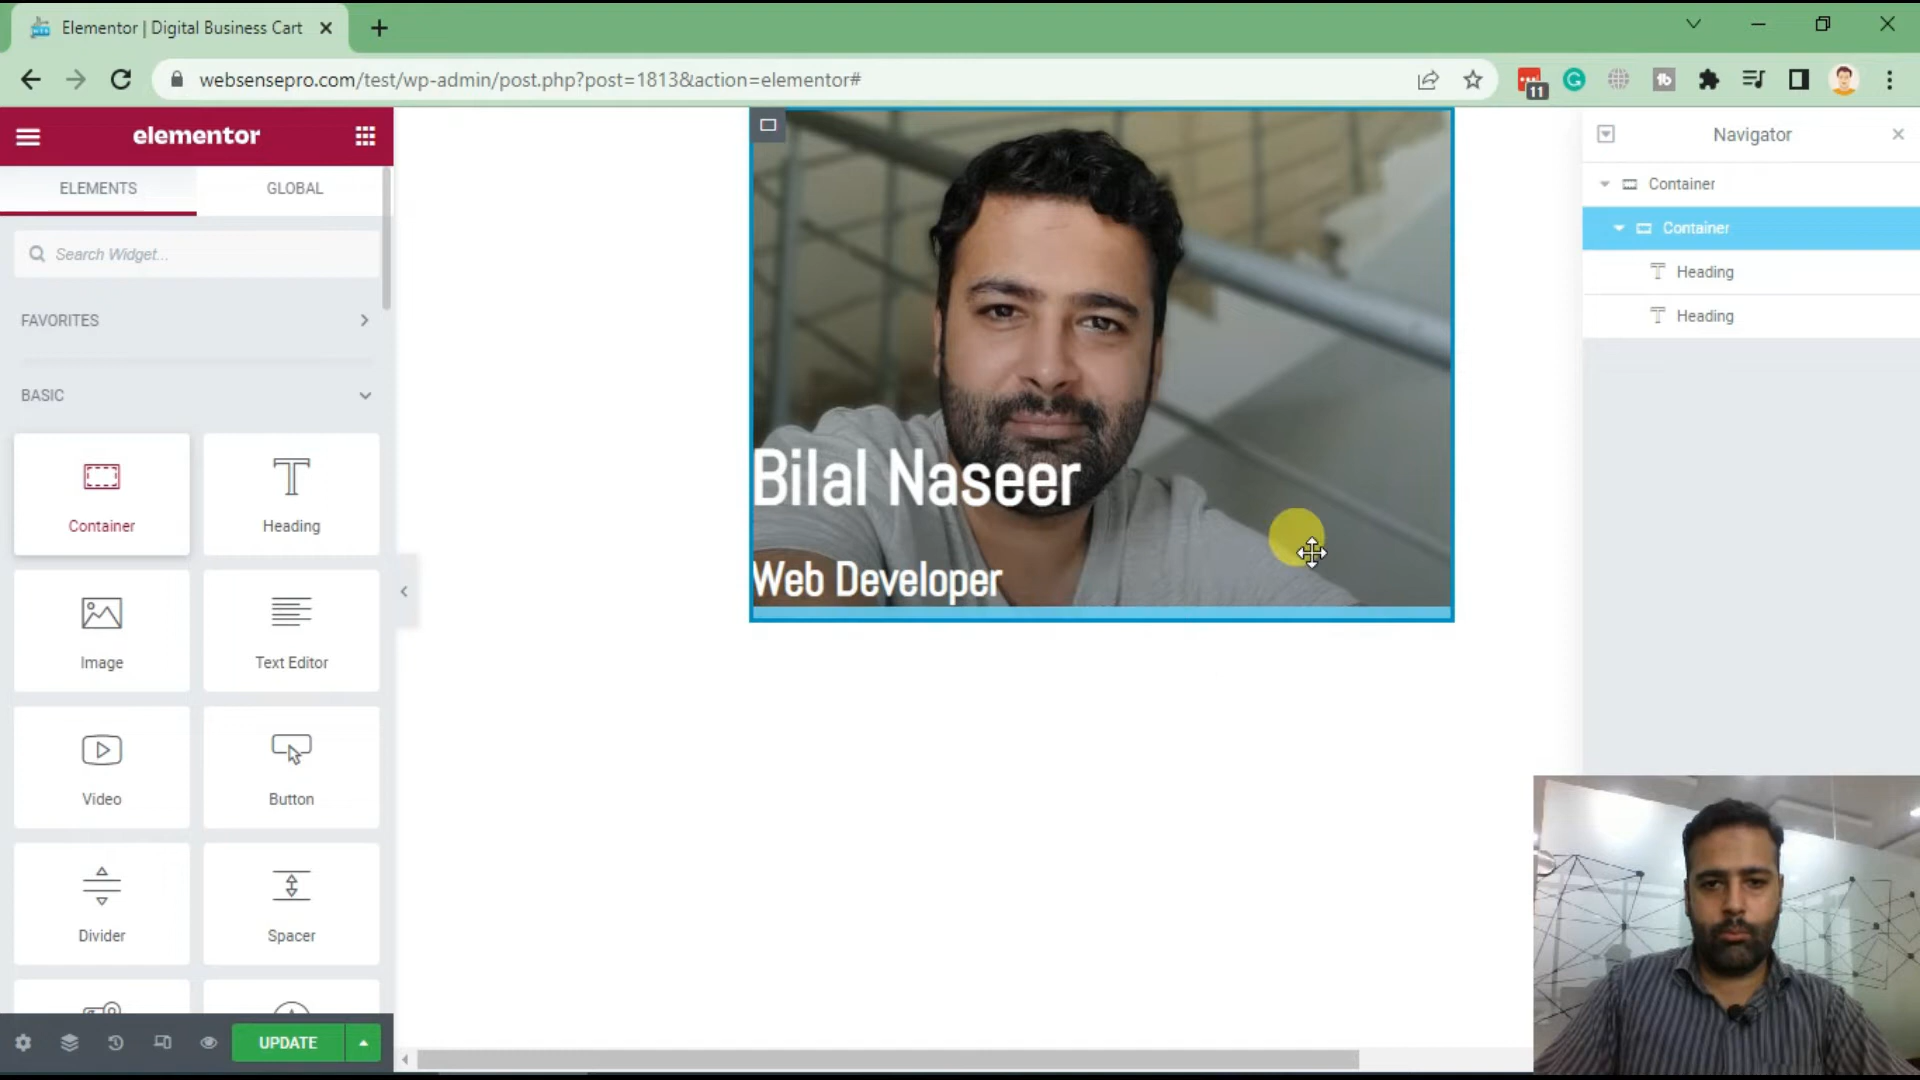 Elementor | Digital Business Cart
websensepro.com/test/wp-admin/post.php?post=1813&action=elementor#
11
elementor
ELEMENTS
GLOBAL
Search Widget...
FAVORITES
BASIC
Container
Heading
Image
Text Editor
Video
Button
Divider
Spacer
UPDATE
Bilal Naseer
Web Developer
Navigator
Container
Container
Heading
Heading